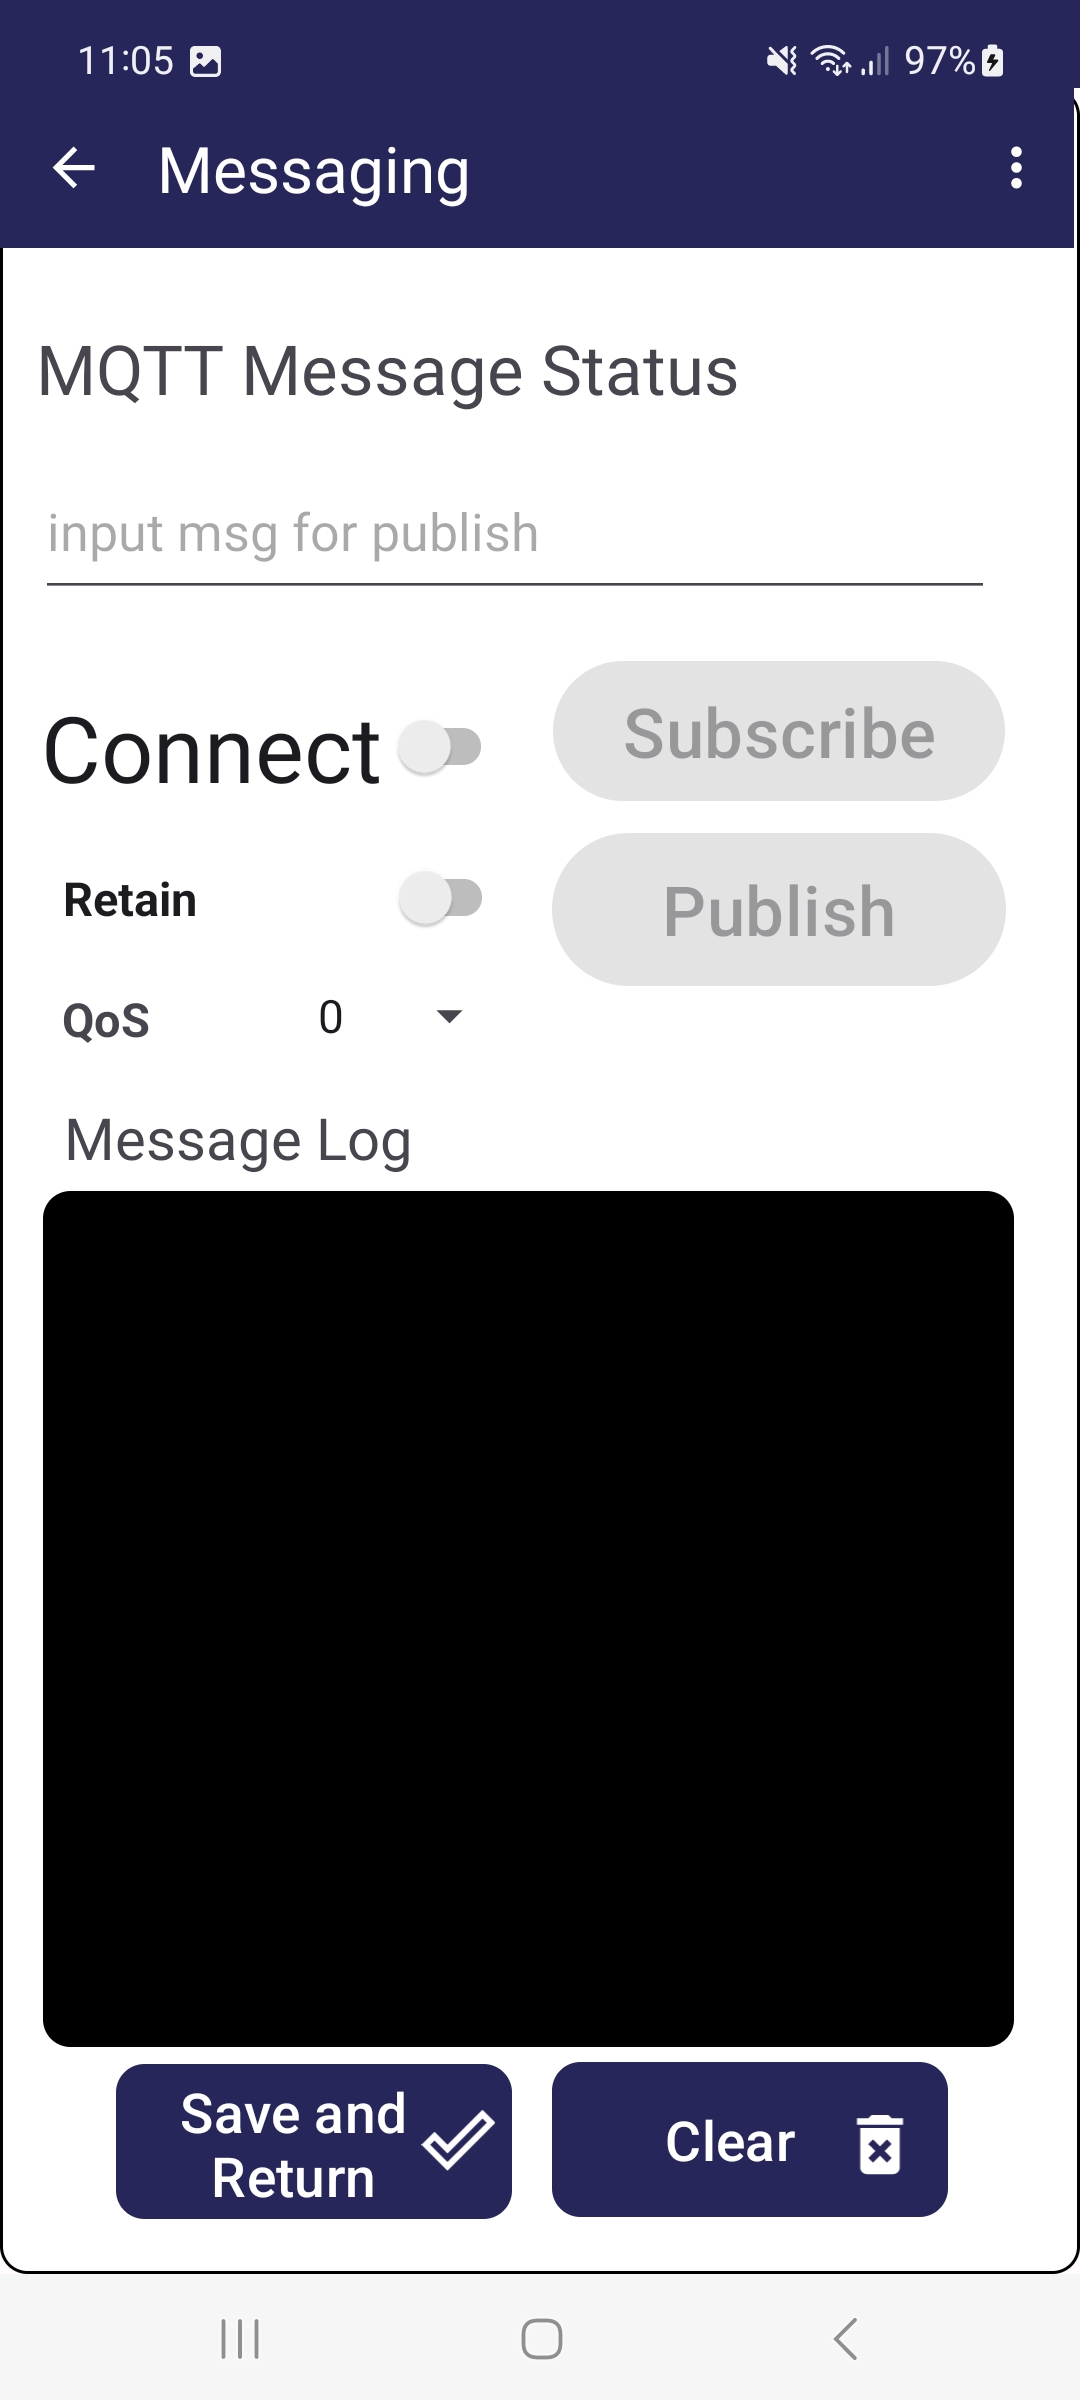 11:05 97%
Messaging
MQTT Message Status
input msg for publish
Connect
Subscribe
Retain
Publish
QoS 0
Message Log
Save and
Return
Clear